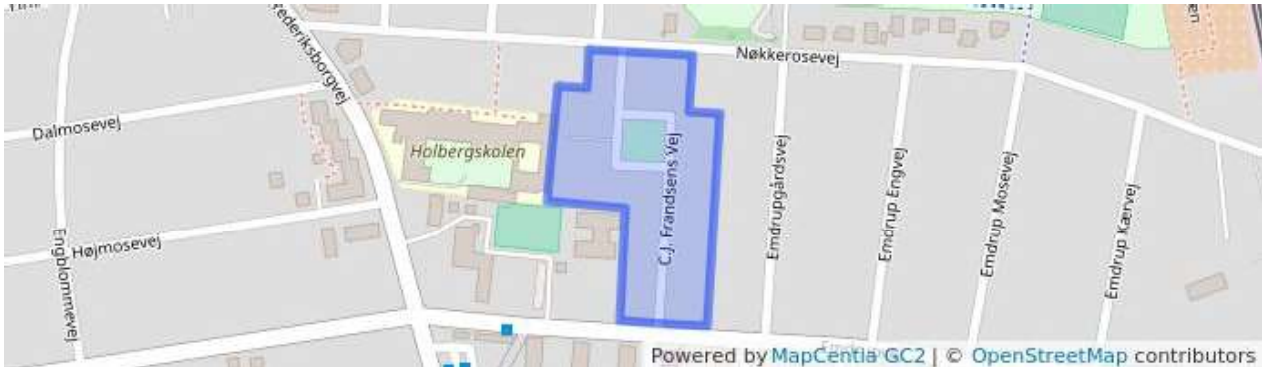 rederiksborgvej
Nøkkerosevej
Dalmosevej
Holbergskolen
C.J. Frandsens Vej
Emdrupgårdsvej
Emdrup Engvej
Emdrup Mosevej
Emdrup Kærvej
Højmosevej
Engblommevej
Powered by MapCentia GC2 | © OpenStreetMap contributors